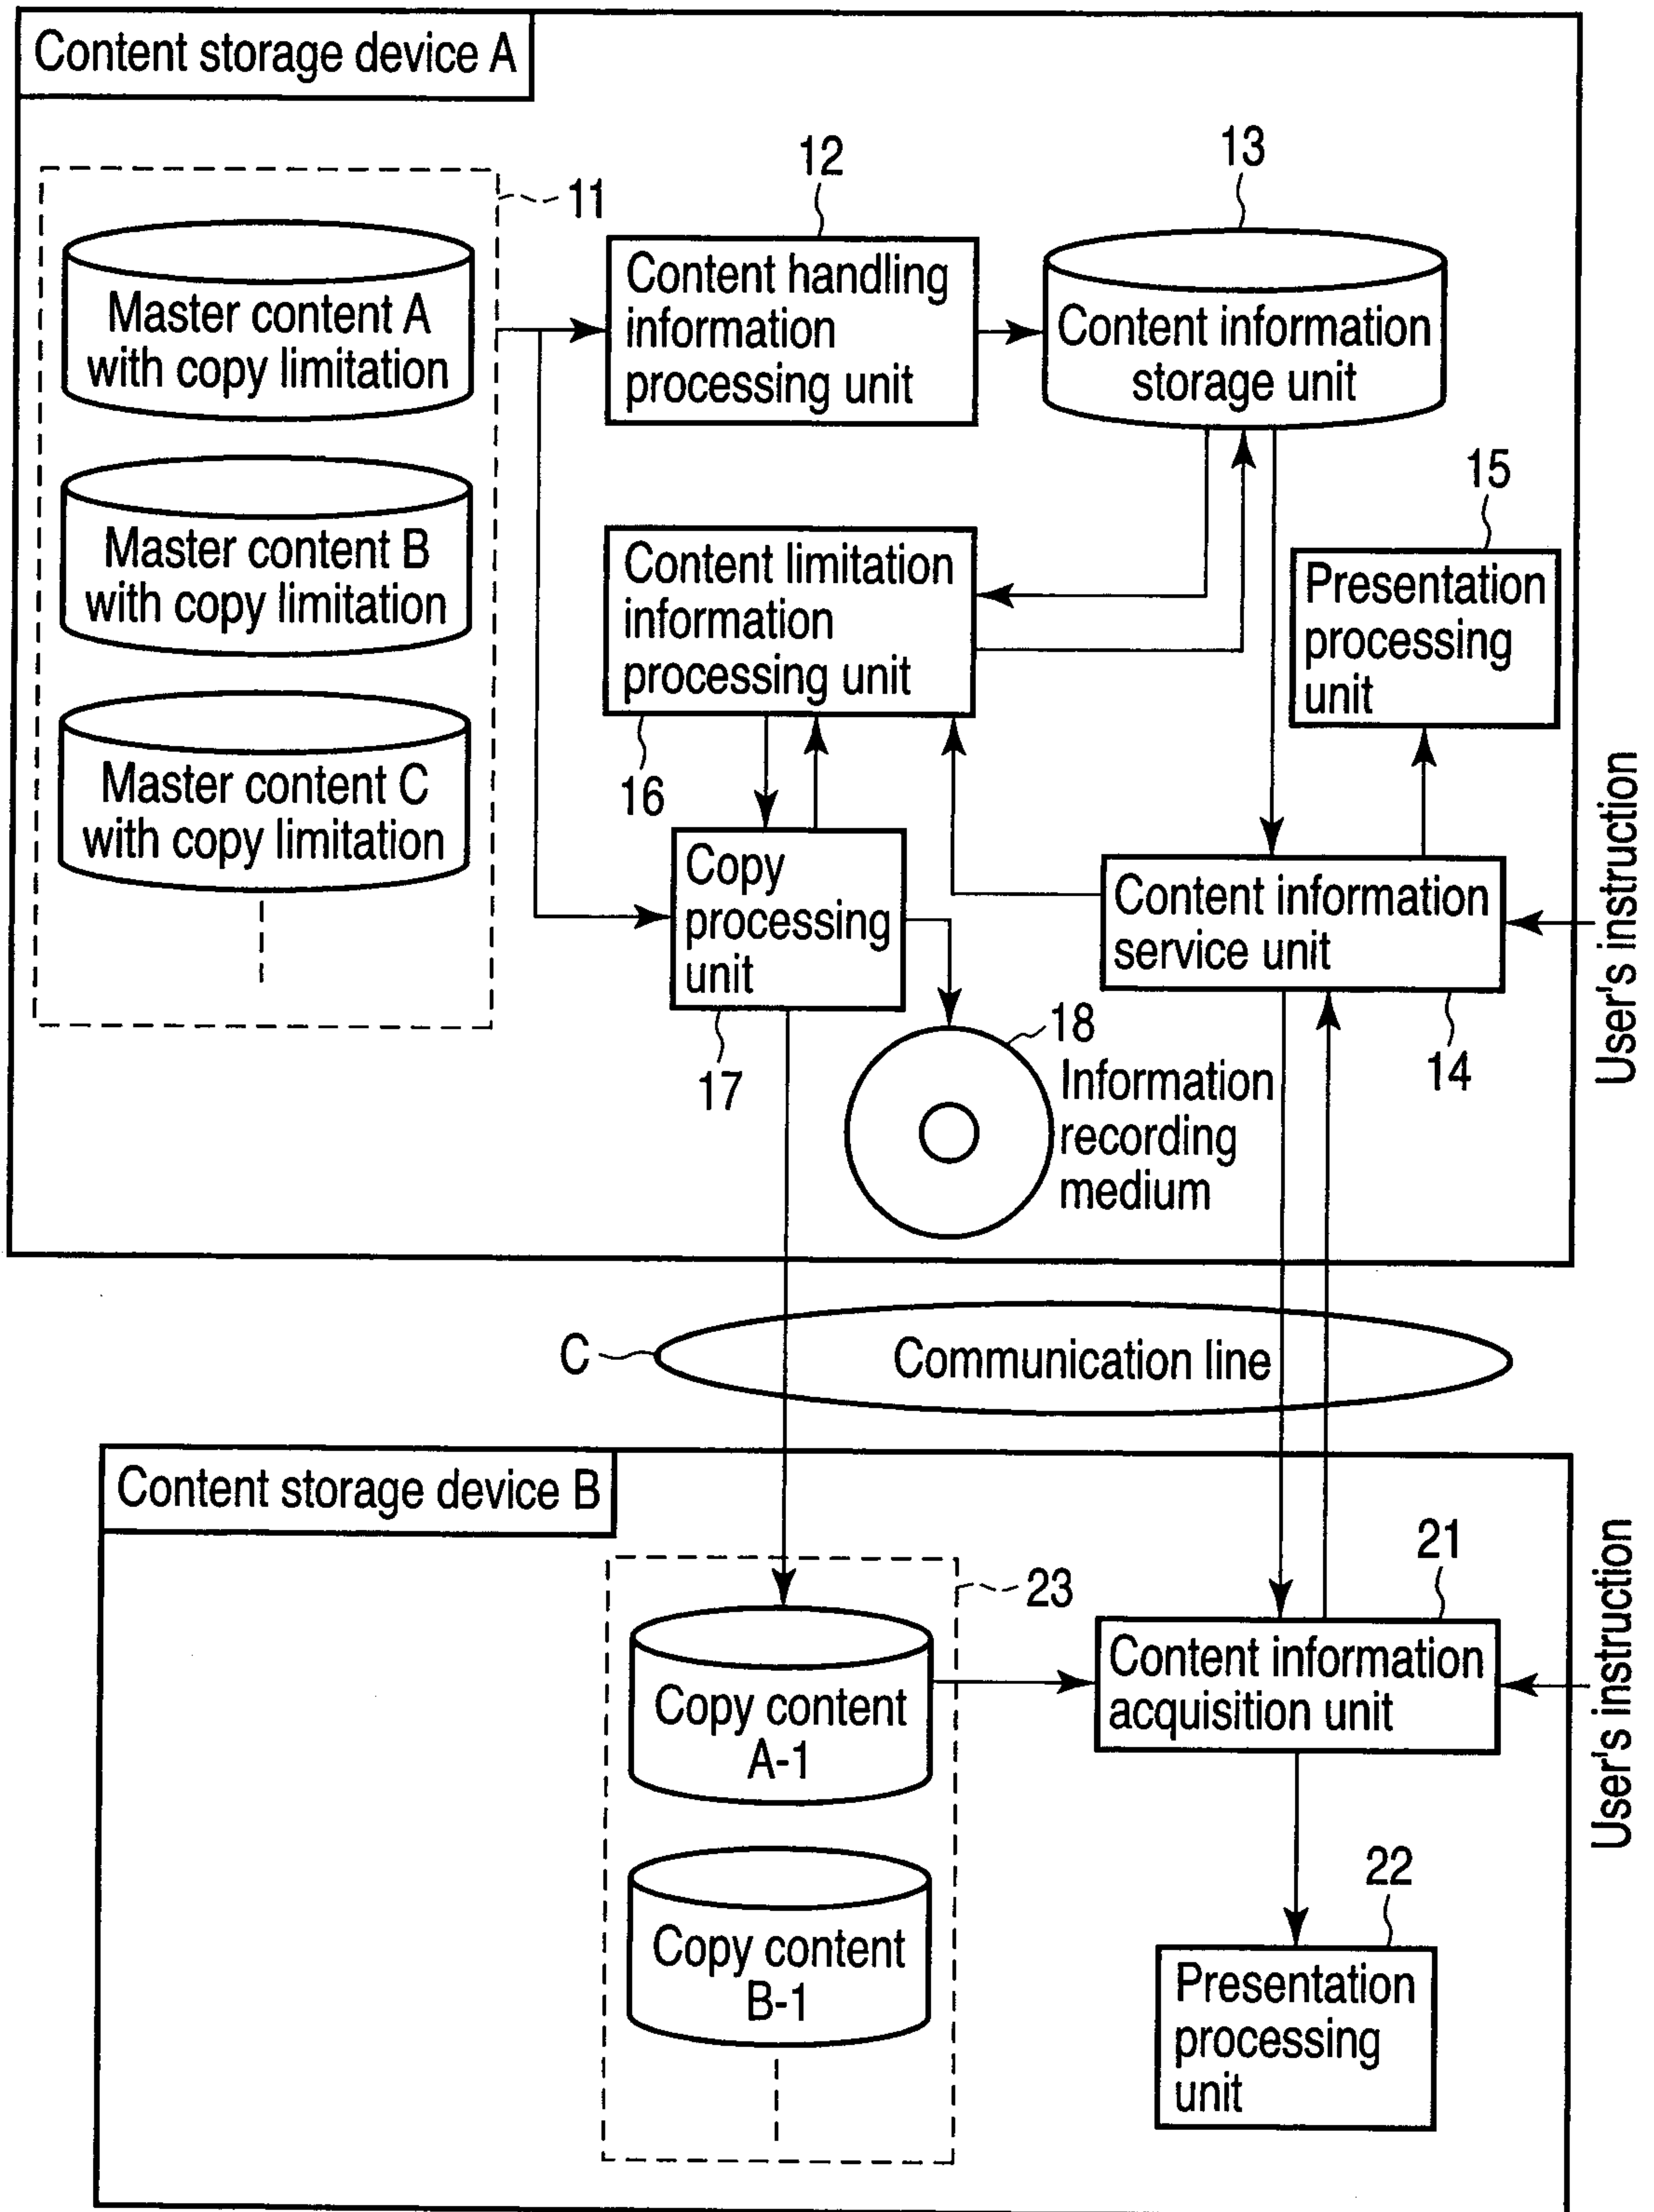 Content storage device A
11
Master content A
with copy limitation
Master content B
with copy limitation
Master content C
with copy limitation
12
Content handling
information
processing unit
13
Content information
storage unit
Content limitation
information
processing unit
16
15
Presentation
processing
unit
Copy
processing
unit
17
Content information
service unit
14
User's instruction
18
Information
recording
medium
C
Communication line
Content storage device B
23
Copy content
A-1
Copy content
B-1
21
Content information
acquisition unit
User's instruction
22
Presentation
processing
unit